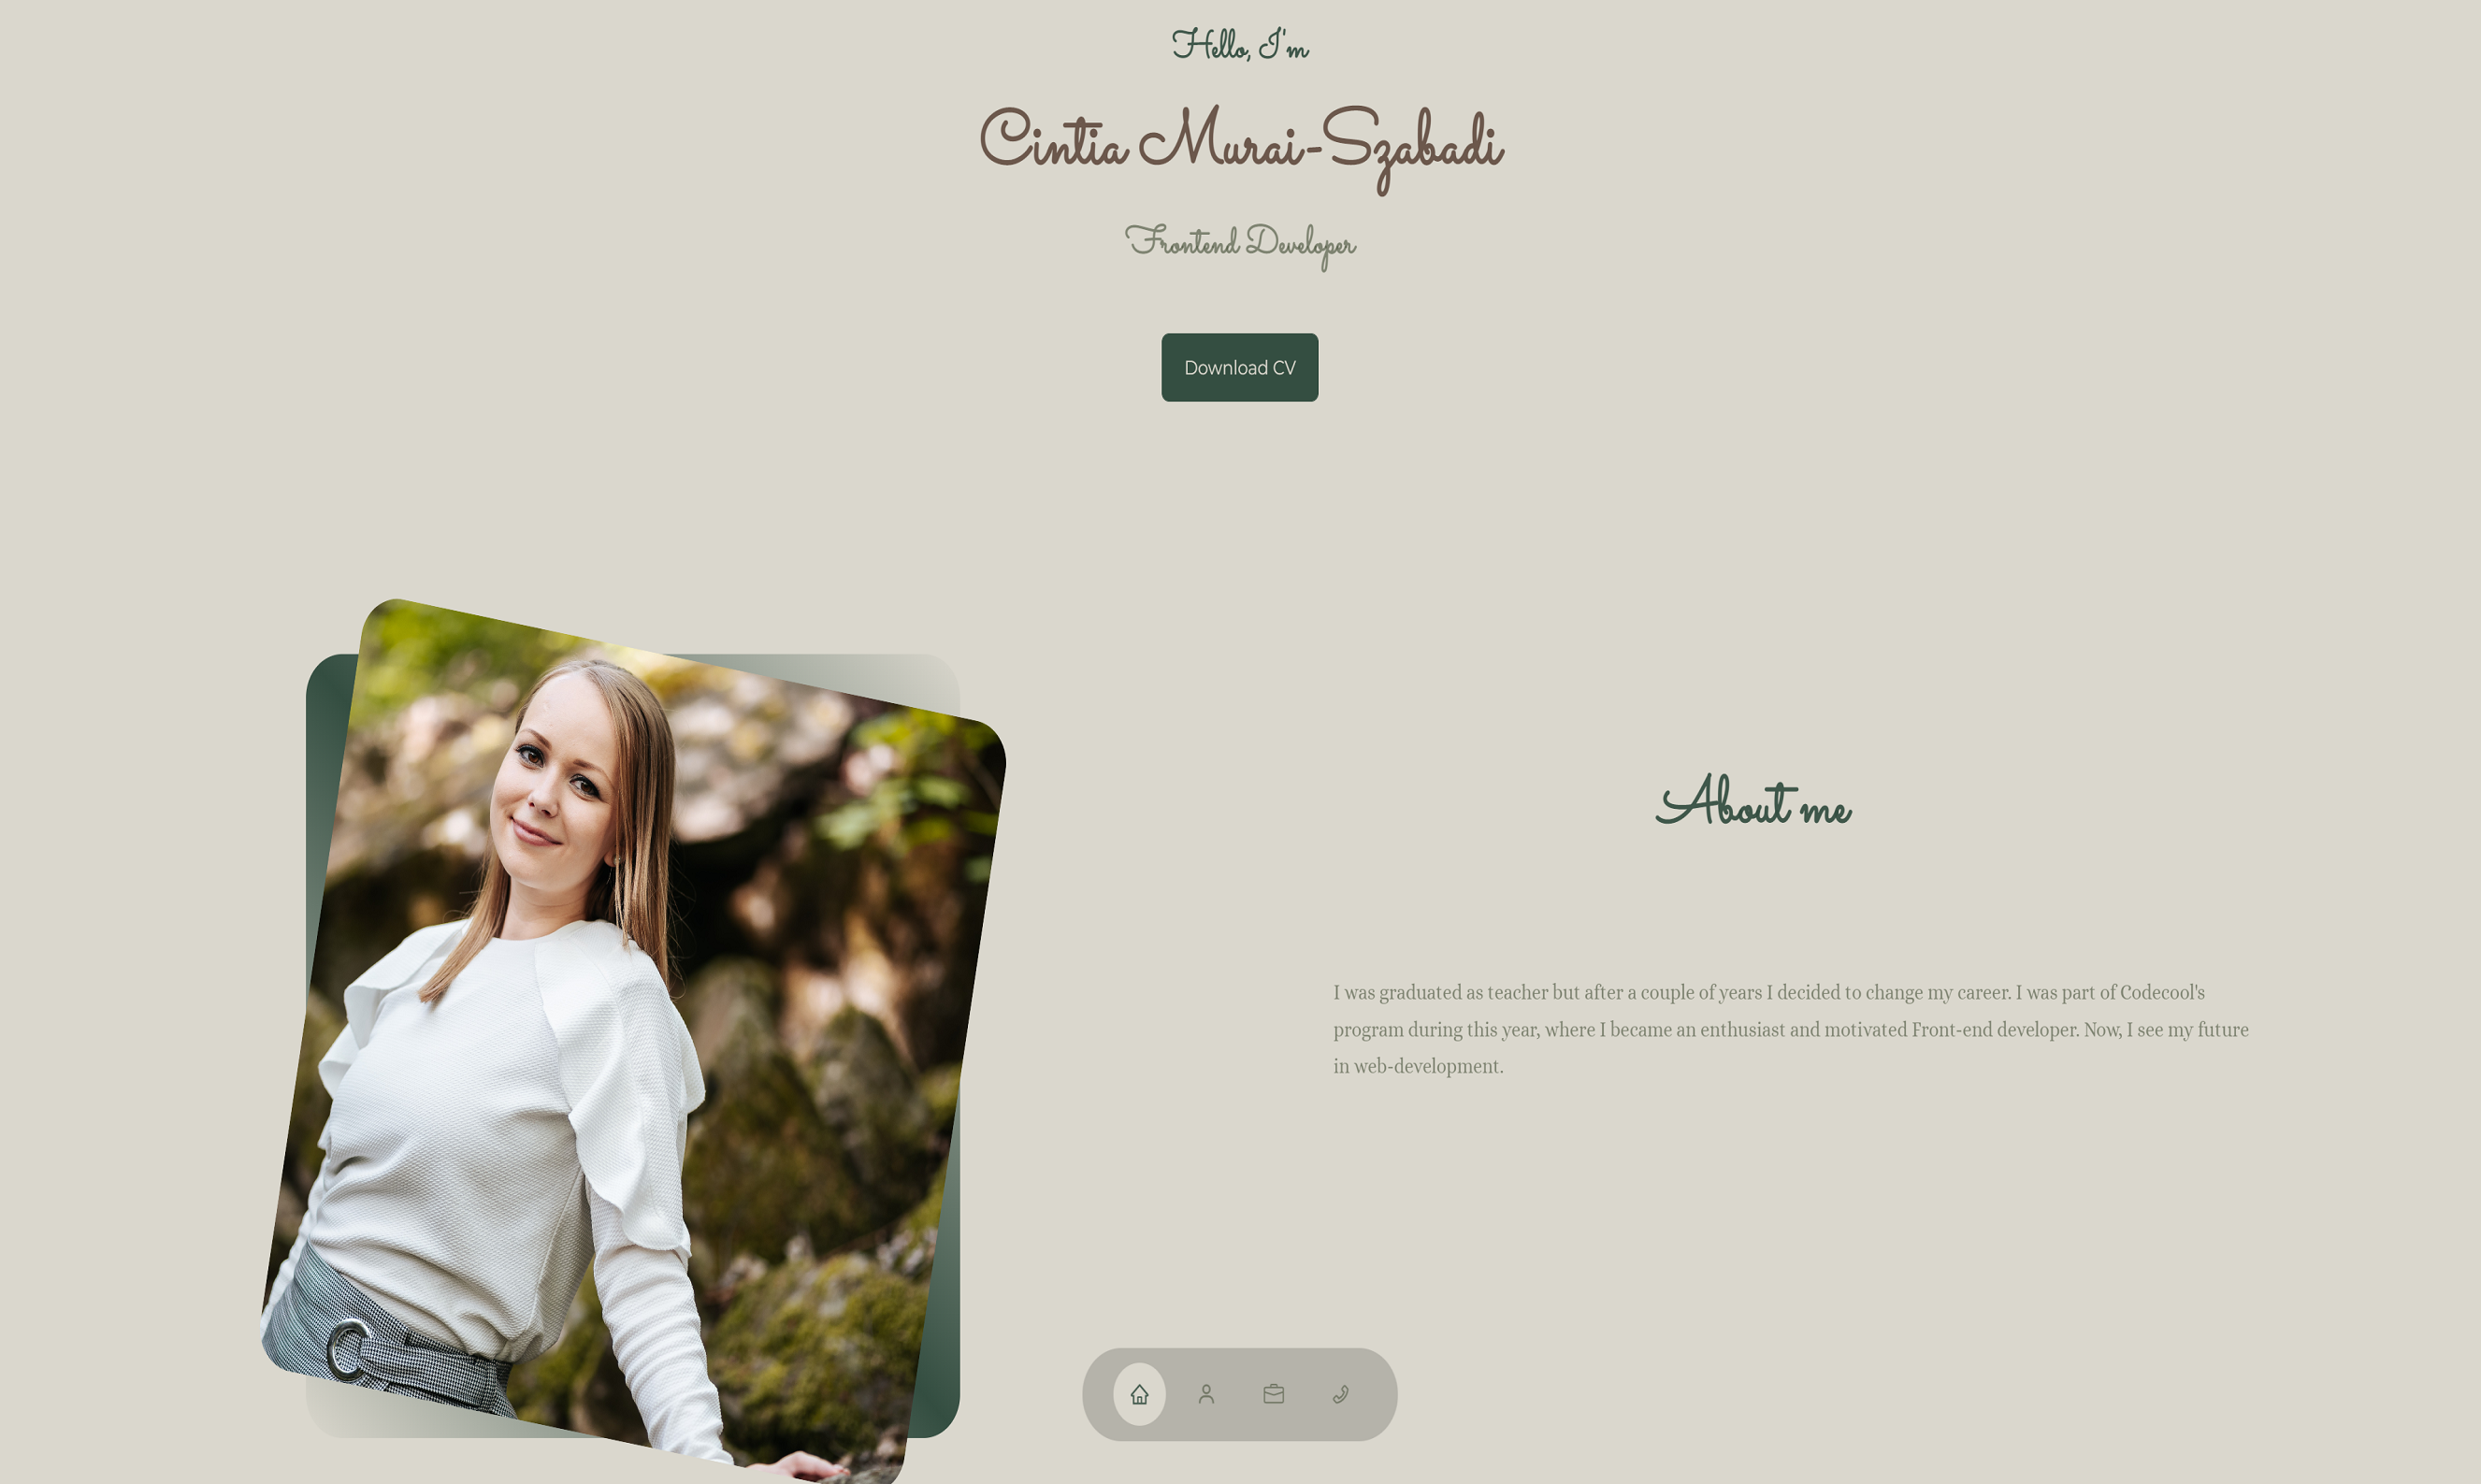 Hello, I'm
Cintia Murai-Szabadi
Frontend Developer
Download CV
About me
I was graduated as teacher but after a couple of years I decided to change my career. I was part of Codecool's
program during this year, where I became an enthusiast and motivated Front-end developer. Now, I see my future
in web-development.